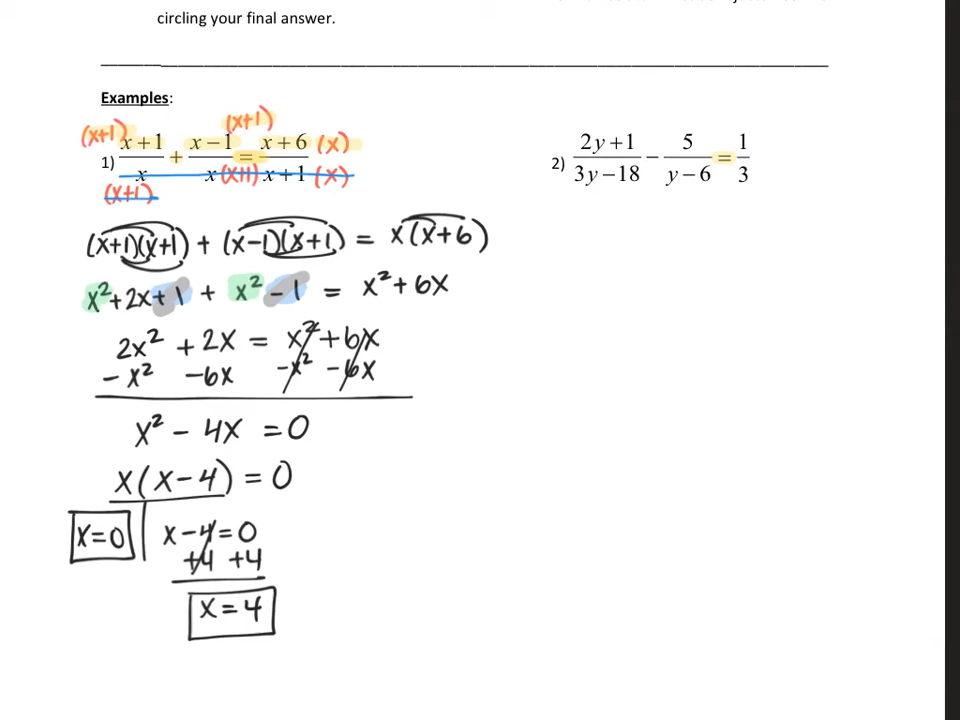 circling your final answer.
Examples:
(x+1) (x+1)
1) x+1/x + x−1/x = x+6/x+1 (x)
(x+1) (x+1) (x)
2) 2y+1/3y−18 − 5/y−6 = 1/3
(x+1)(x+1) + (x−1)(x+1) = x(x+6)
x²+2x+1 + x²−1 = x²+6x
2x² +2x = x²+6x
−x² −6x −x² −6x
x² − 4x = 0
x(x−4) = 0
x=0 x−4=0
+4 +4
x=4